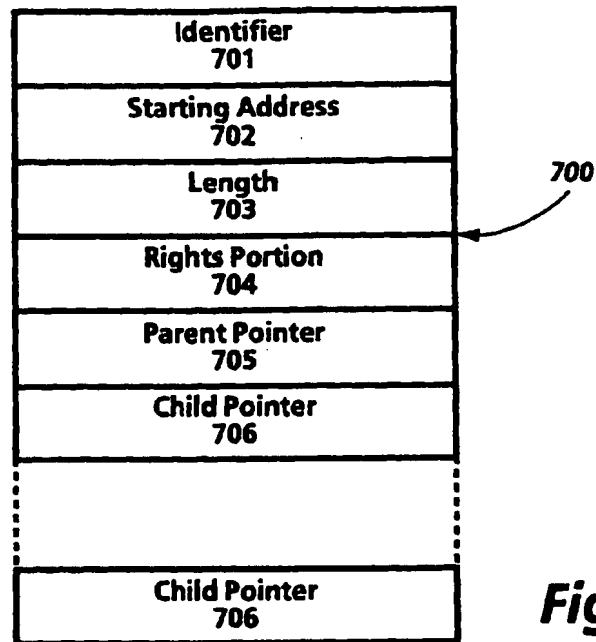 Identifier
701
Starting Address
702
Length
703
700
Rights Portion
704
Parent Pointer
705
Child Pointer
706
Child Pointer
706
Fig